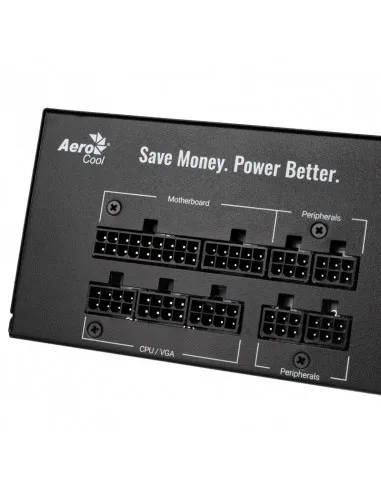 Aero
Cool
Save Money. Power Better.
Motherboard
Peripherals
CPU / VGA
Peripherals